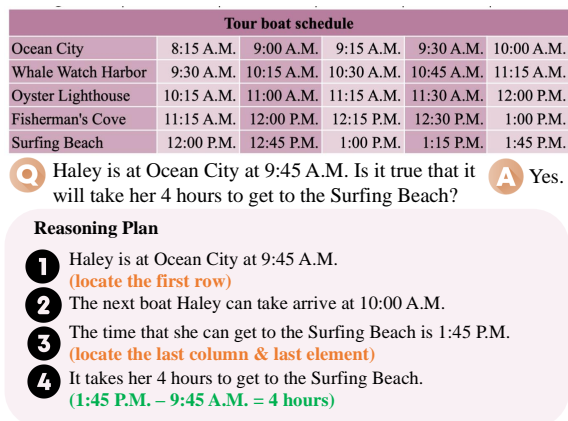 Tour boat schedule
Ocean City 8:15 A.M. 9:00 A.M. 9:15 A.M. 9:30 A.M. 10:00 A.M.
Whale Watch Harbor 9:30 A.M. 10:15 A.M. 10:30 A.M. 10:45 A.M. 11:15 A.M.
Oyster Lighthouse 10:15 A.M. 11:00 A.M. 11:15 A.M. 11:30 A.M. 12:00 P.M.
Fisherman's Cove 11:15 A.M. 12:00 P.M. 12:15 P.M. 12:30 P.M. 1:00 P.M.
Surfing Beach 12:00 P.M. 12:45 P.M. 1:00 P.M. 1:15 P.M. 1:45 P.M.
Q Haley is at Ocean City at 9:45 A.M. Is it true that it
will take her 4 hours to get to the Surfing Beach?
A Yes.
Reasoning Plan
1 Haley is at Ocean City at 9:45 A.M.
(locate the first row)
2 The next boat Haley can take arrive at 10:00 A.M.
3 The time that she can get to the Surfing Beach is 1:45 P.M.
(locate the last column & last element)
4 It takes her 4 hours to get to the Surfing Beach.
(1:45 P.M. – 9:45 A.M. = 4 hours)